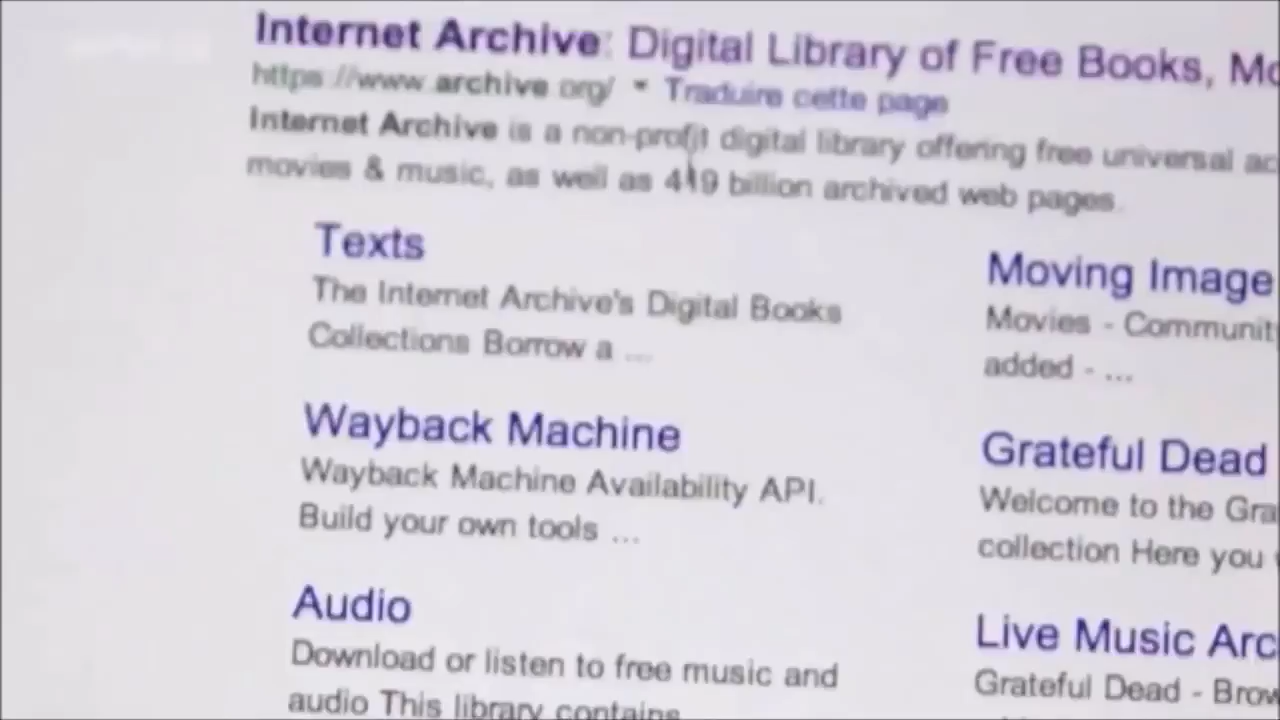 Internet Archive: Digital Library of Free Books, Mo
https://www.archive.org/ ▾ Traduire cette page
Internet Archive is a non-profit digital library offering free universal ac
movies & music, as well as 419 billion archived web pages.
Texts
The Internet Archive's Digital Books
Collections Borrow a ...
Moving Image
Movies - Communit
added - ...
Wayback Machine
Wayback Machine Availability API.
Build your own tools ...
Grateful Dead
Welcome to the Gra
collection Here you
Audio
Download or listen to free music and
audio This library contains
Live Music Arc
Grateful Dead - Brow